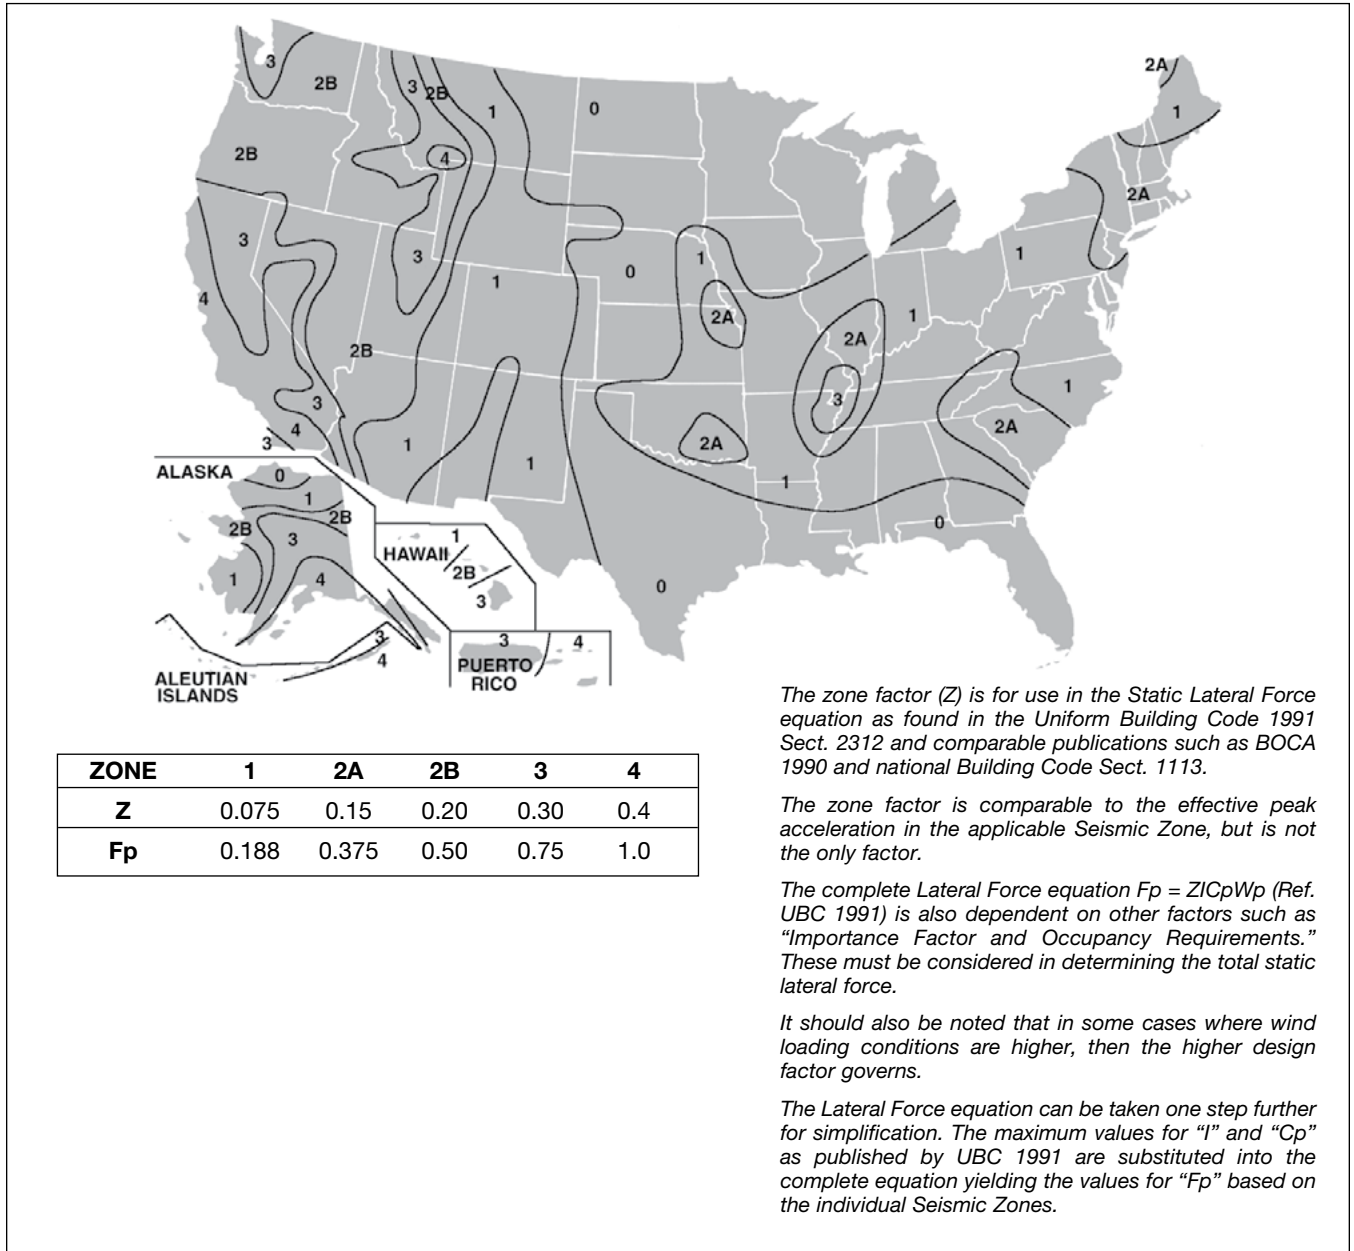 3
2B
3
2B
1
0
2A
1
2B
4
2A
3
3
1
0
1
1
4
2A
2A
1
2B
3
3
1
4
2A
3
1
2A
1
1
0
0
ALASKA
0
1
2B
2B
3
1
4
3
4
ALEUTIAN
ISLANDS
HAWAII
1
2B
3
3
4
PUERTO
RICO
ZONE 1 2A 2B 3 4
Z 0.075 0.15 0.20 0.30 0.4
Fp 0.188 0.375 0.50 0.75 1.0
The zone factor (Z) is for use in the Static Lateral Force
equation as found in the Uniform Building Code 1991
Sect. 2312 and comparable publications such as BOCA
1990 and national Building Code Sect. 1113.
The zone factor is comparable to the effective peak
acceleration in the applicable Seismic Zone, but is not
the only factor.
The complete Lateral Force equation Fp = ZICpWp (Ref.
UBC 1991) is also dependent on other factors such as
“Importance Factor and Occupancy Requirements.”
These must be considered in determining the total static
lateral force.
It should also be noted that in some cases where wind
loading conditions are higher, then the higher design
factor governs.
The Lateral Force equation can be taken one step further
for simplification. The maximum values for “I” and “Cp”
as published by UBC 1991 are substituted into the
complete equation yielding the values for “Fp” based on
the individual Seismic Zones.